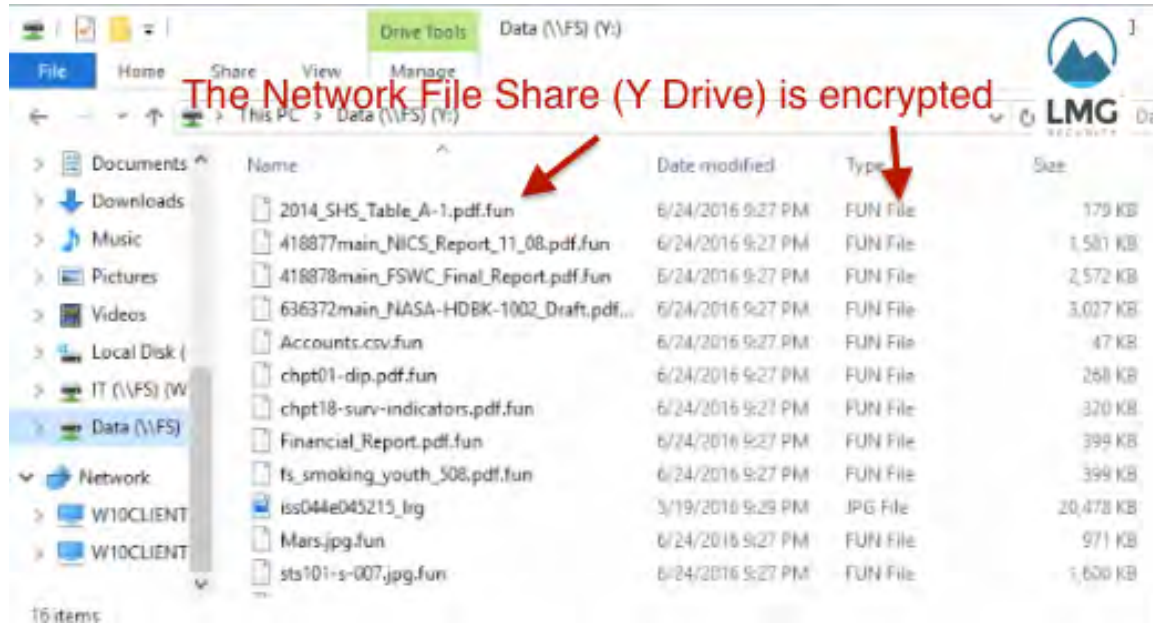 Drive Tools Data (\\FS) (Y:)
File Home Share View Manage
The Network File Share (Y Drive) is encrypted
This PC > Data (\\FS) (Y:)
LMG
SECURITY
Name Date modified Type Size
Documents
Downloads
Music
Pictures
Videos
Local Disk (
IT (\\FS) (W
Data (\\FS)
Network
W10CLIENT
W10CLIENT
2014_SHS_Table_A-1.pdf.fun 6/24/2016 9:27 PM FUN File 179 KB
418877main_NICS_Report_11_08.pdf.fun 6/24/2016 9:27 PM FUN File 1,581 KB
418878main_FSWC_Final_Report.pdf.fun 6/24/2016 9:27 PM FUN File 2,572 KB
636372main_NASA-HDBK-1002_Draft.pdf... 6/24/2016 9:27 PM FUN File 3,027 KB
Accounts.csv.fun 6/24/2016 9:27 PM FUN File 47 KB
chpt01-dip.pdf.fun 6/24/2016 9:27 PM FUN File 268 KB
chpt18-surv-indicators.pdf.fun 6/24/2016 9:27 PM FUN File 320 KB
Financial_Report.pdf.fun 6/24/2016 9:27 PM FUN File 399 KB
fs_smoking_youth_508.pdf.fun 6/24/2016 9:27 PM FUN File 399 KB
iss044e045215_lrg 3/19/2016 9:29 PM JPG File 20,478 KB
Mars.jpg.fun 6/24/2016 9:27 PM FUN File 971 KB
sts101-s-007.jpg.fun 6/24/2016 9:27 PM FUN File 1,600 KB
16 items